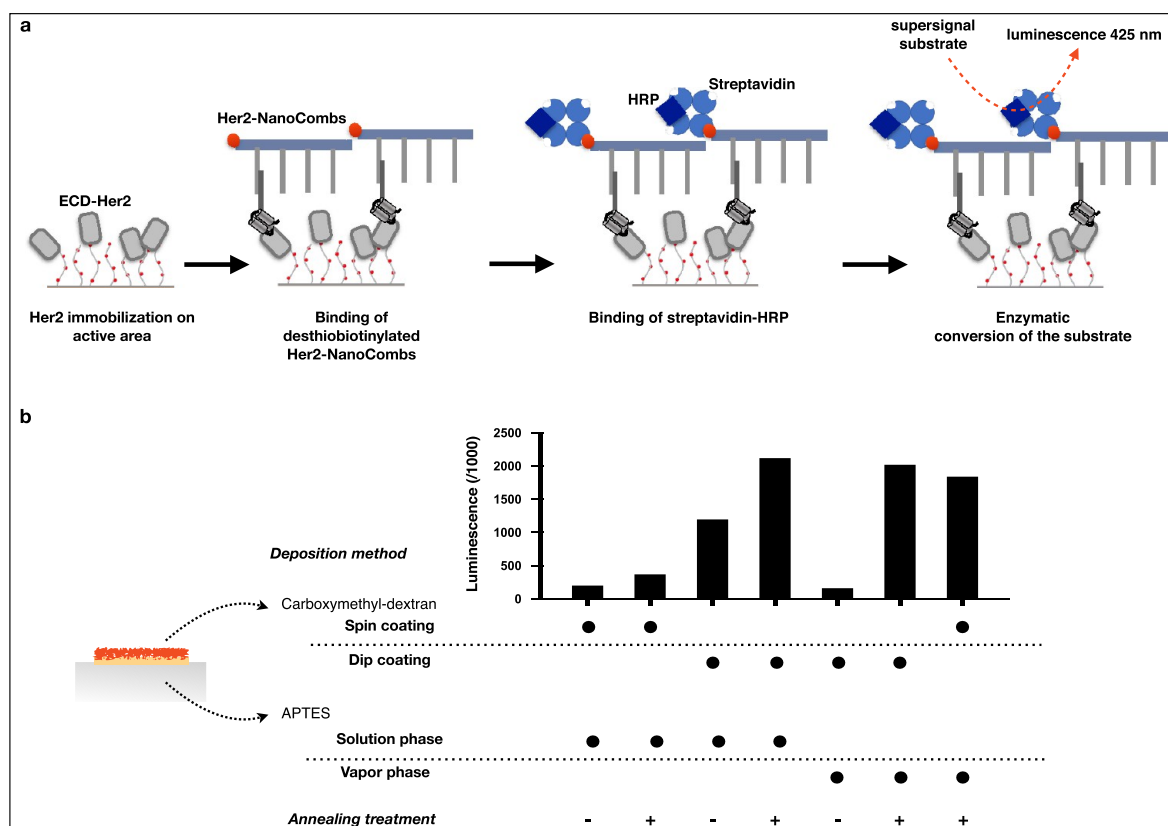 a
supersignal
substrate
luminescence 425 nm
Streptavidin
HRP
Her2-NanoCombs
ECD-Her2
Her2 immobilization on
active area
Binding of
desthiobiotinylated
Her2-NanoCombs
Binding of streptavidin-HRP
Enzymatic
conversion of the substrate
b
Luminescence (/1000)
2500
2000
1500
1000
500
0
Deposition method
Carboxymethyl-dextran
Spin coating
Dip coating
APTES
Solution phase
Vapor phase
Annealing treatment - + - + - + +